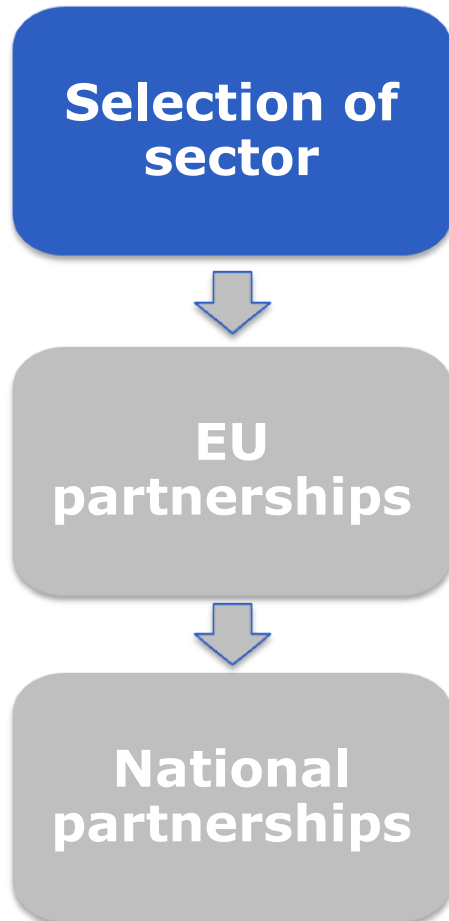 Selection of
sector
EU
partnerships
National
partnerships